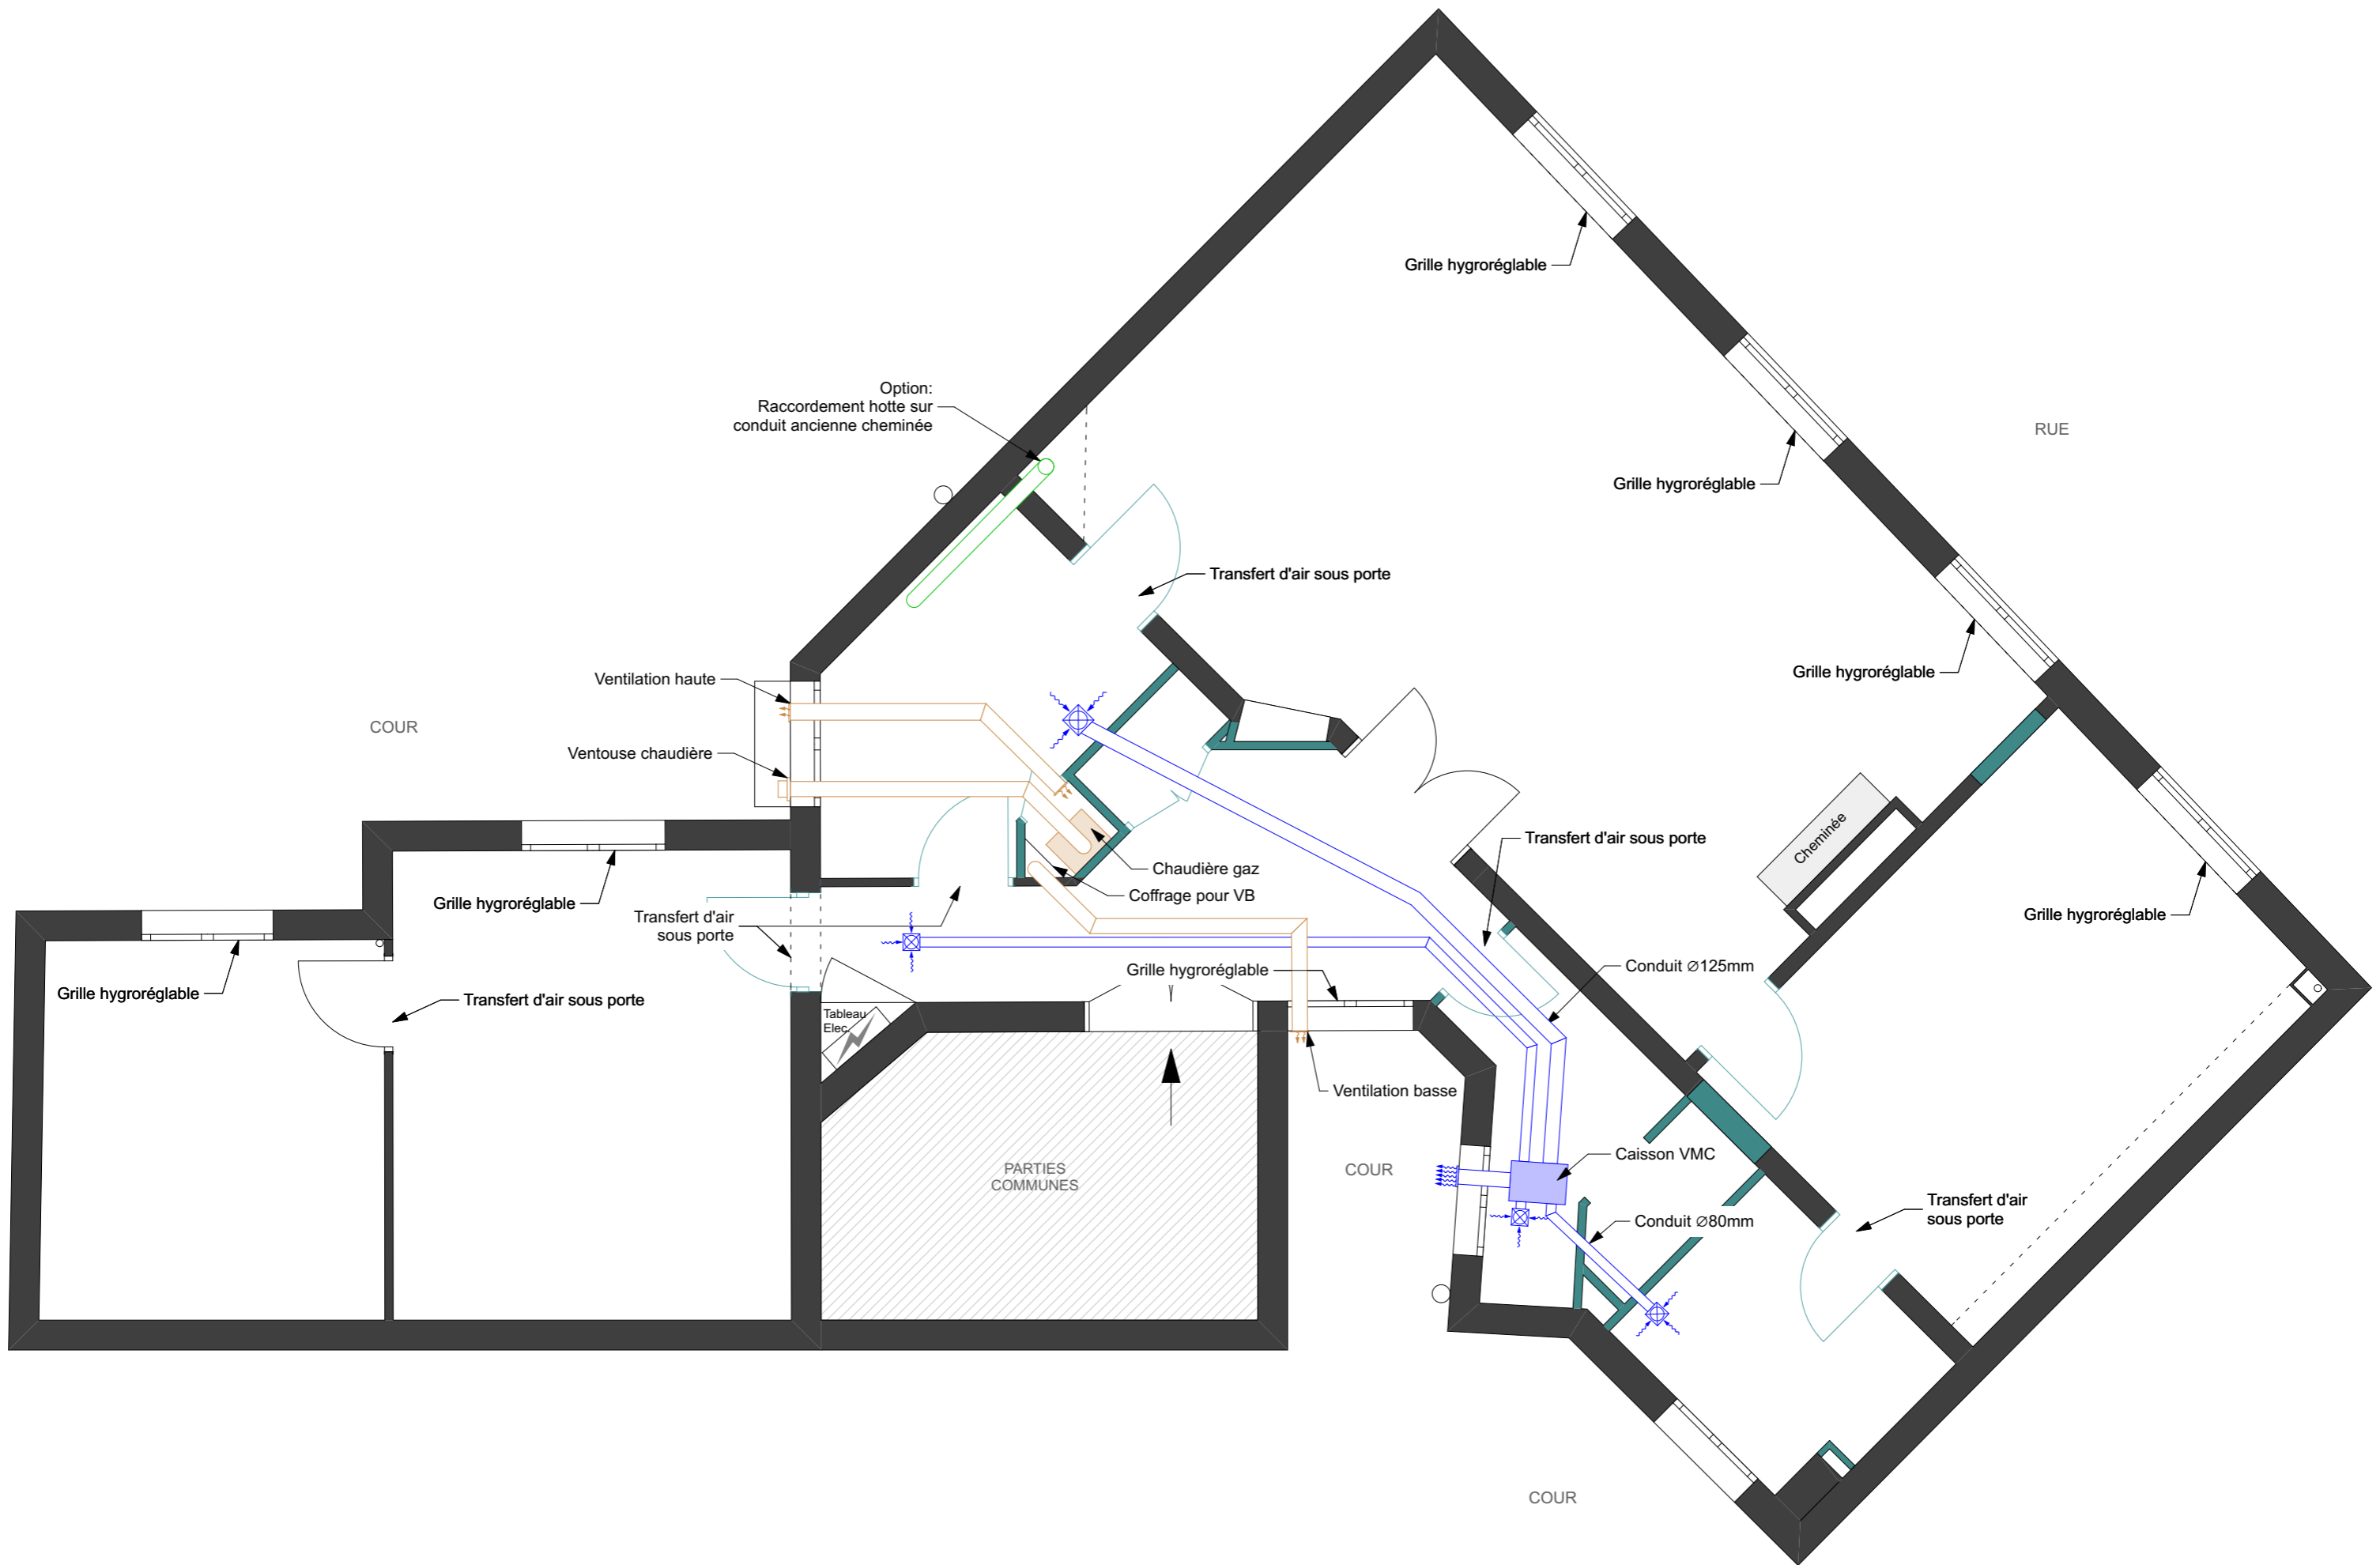 Grille hygroréglable
Option:
Raccordement hotte sur
conduit ancienne cheminée
RUE
Grille hygroréglable
Transfert d'air sous porte
Ventilation haute
Grille hygroréglable
COUR
Ventouse chaudière
Cheminée
Transfert d'air sous porte
Chaudière gaz
Coffrage pour VB
Grille hygroréglable
Transfert d'air
sous porte
Grille hygroréglable
Grille hygroréglable
Conduit Ø125mm
Grille hygroréglable
Transfert d'air sous porte
Tableau
Elec.
Ventilation basse
PARTIES
COMMUNES
COUR
Caisson VMC
Transfert d'air
sous porte
Conduit Ø80mm
COUR